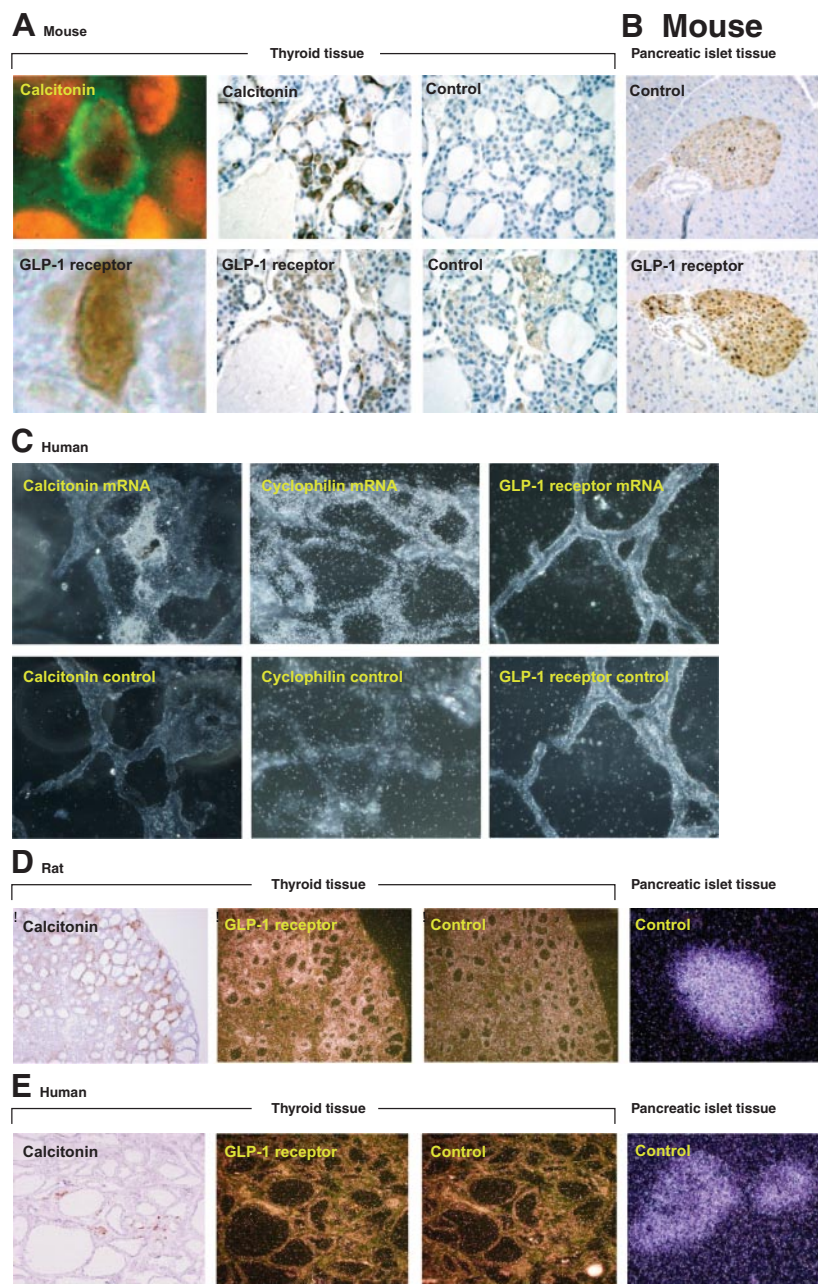 A Mouse
B Mouse
Thyroid tissue
Pancreatic islet tissue
Calcitonin
Calcitonin
Control
Control
GLP-1 receptor
GLP-1 receptor
Control
GLP-1 receptor
C Human
Calcitonin mRNA
Cyclophilin mRNA
GLP-1 receptor mRNA
Calcitonin control
Cyclophilin control
GLP-1 receptor control
D Rat
Thyroid tissue
Pancreatic islet tissue
! Calcitonin
! GLP-1 receptor
! Control
Control
E Human
Thyroid tissue
Pancreatic islet tissue
Calcitonin
GLP-1 receptor
Control
Control